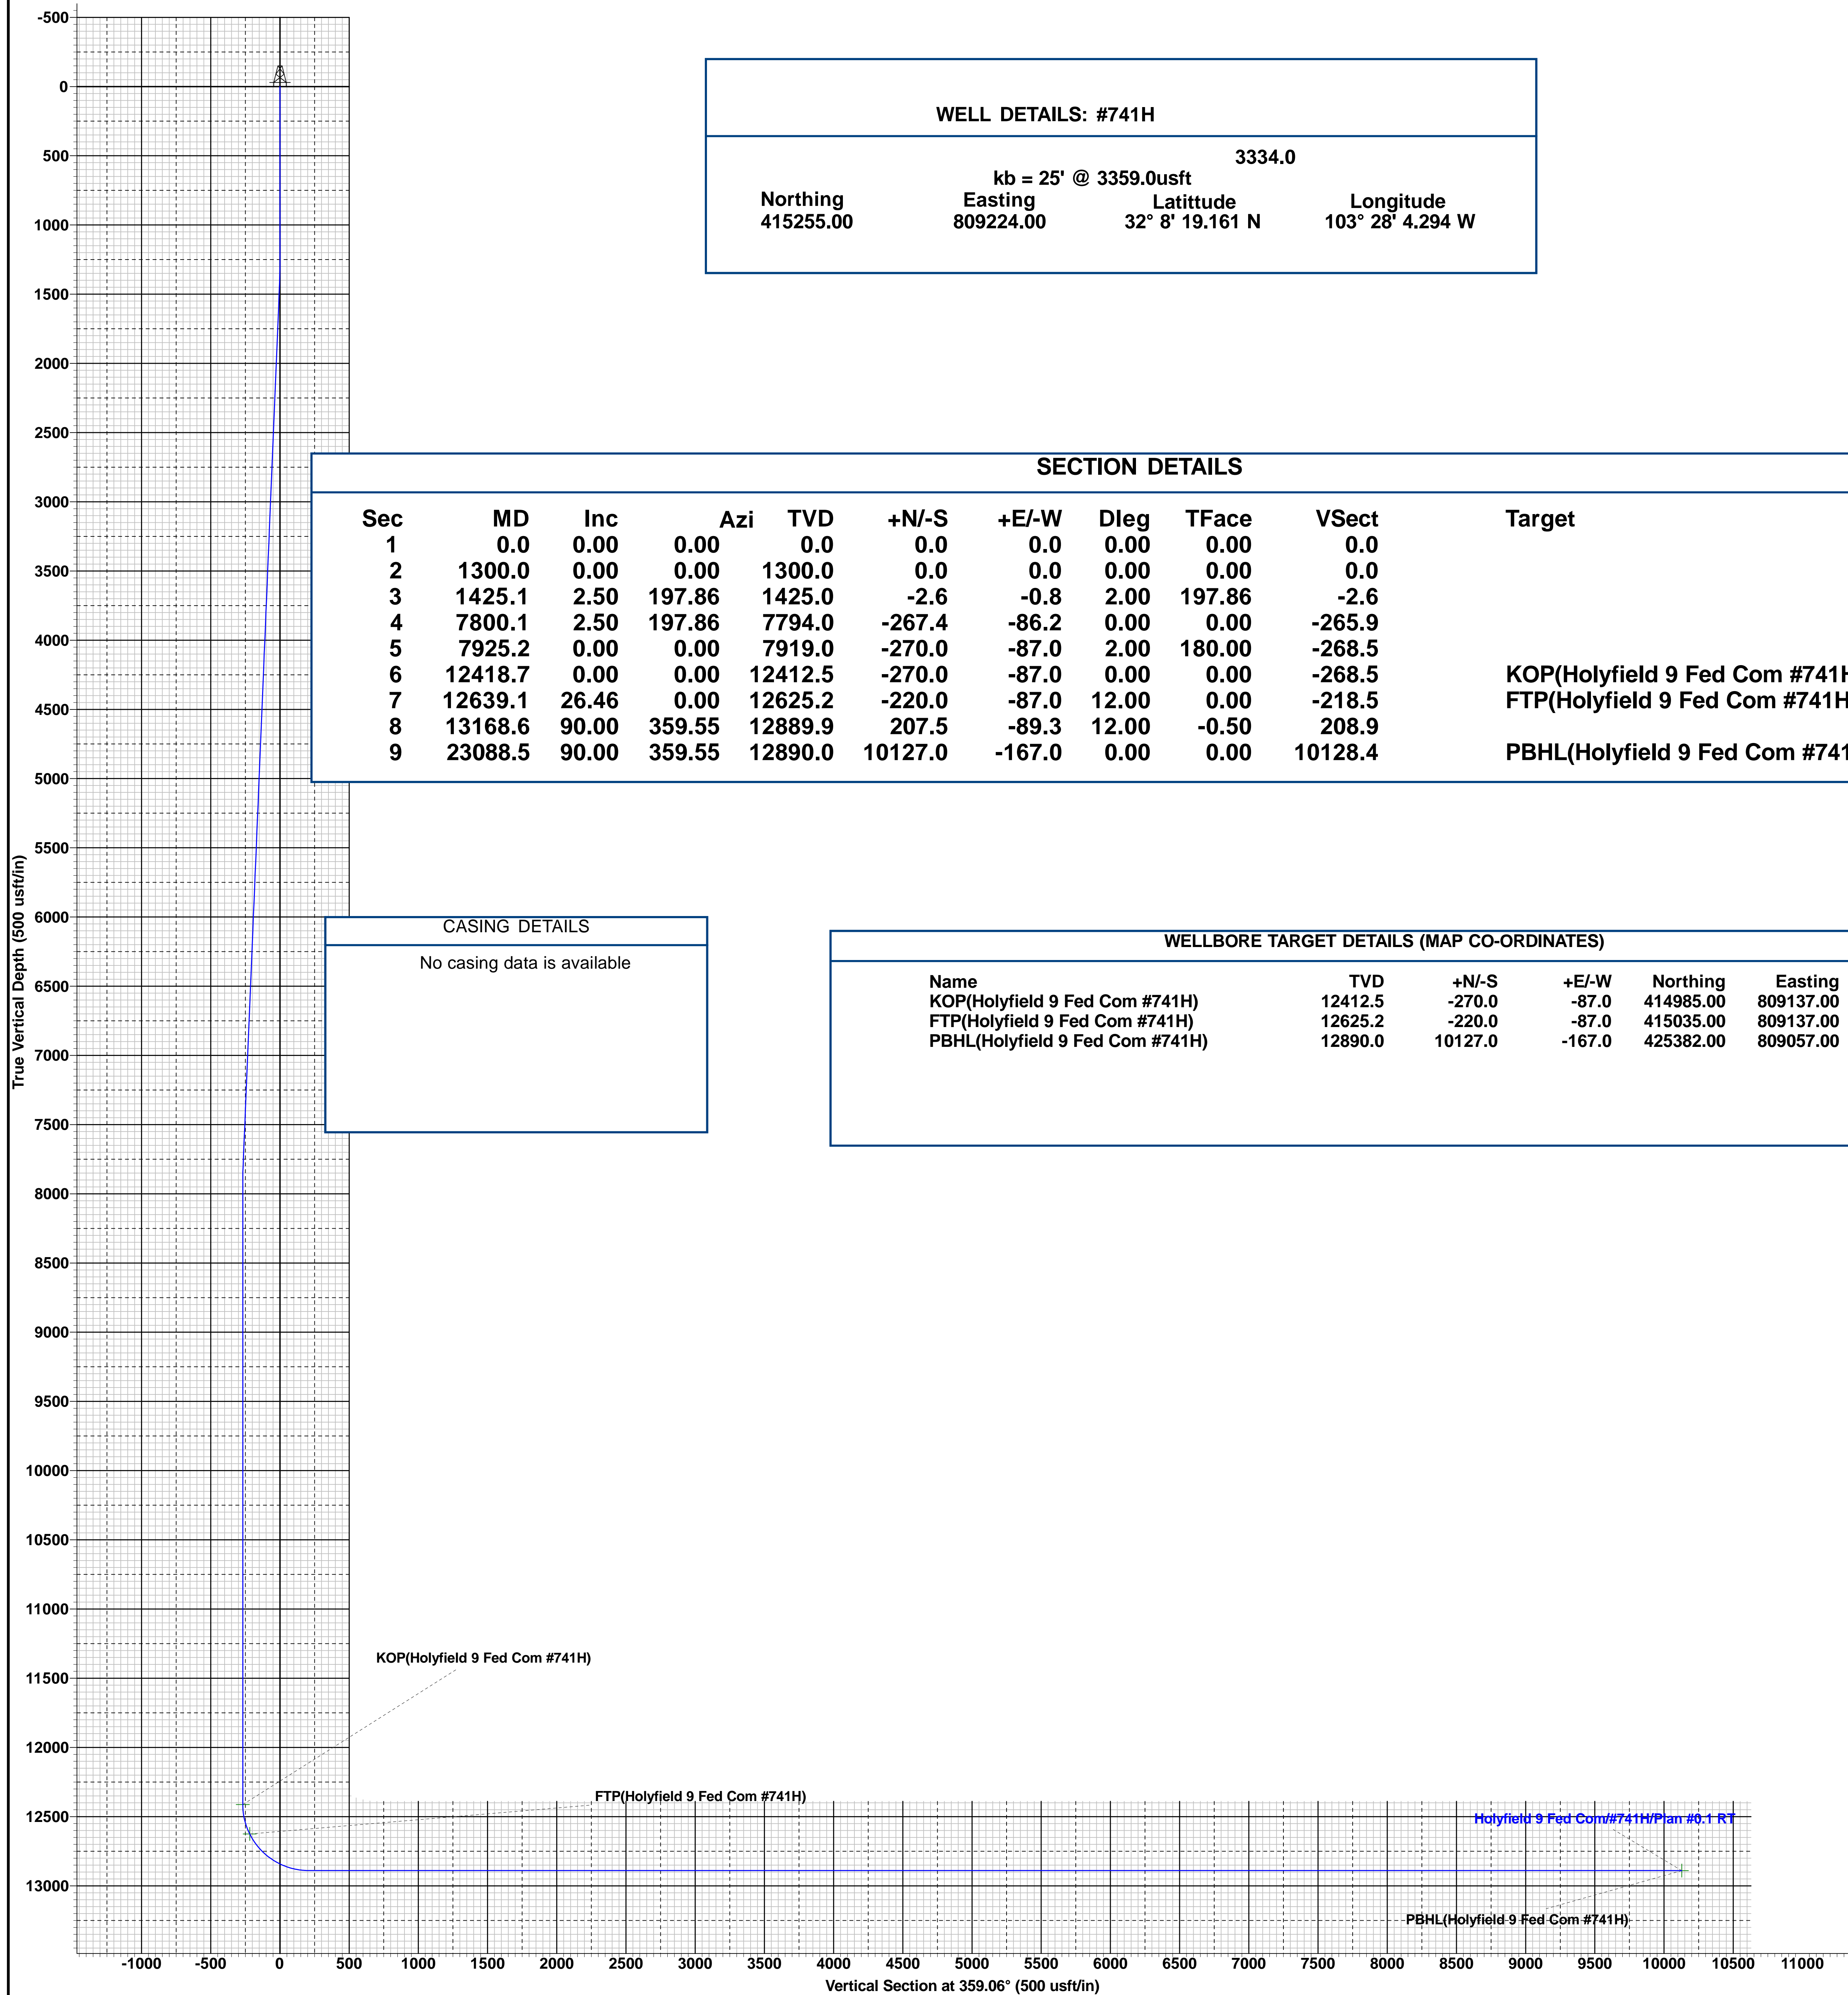 WELL DETAILS: #741H
3334.0
kb = 25' @ 3359.0usft
Northing Easting Latittude Longitude
415255.00 809224.00 32° 8' 19.161 N 103° 28' 4.294 W
SECTION DETAILS
Sec MD Inc Azi TVD +N/-S +E/-W Dleg TFace VSect Target
1 0.0 0.00 0.00 0.0 0.0 0.0 0.00 0.00 0.0
2 1300.0 0.00 0.00 1300.0 0.0 0.0 0.00 0.00 0.0
3 1425.1 2.50 197.86 1425.0 -2.6 -0.8 2.00 197.86 -2.6
4 7800.1 2.50 197.86 7794.0 -267.4 -86.2 0.00 0.00 -265.9
5 7925.2 0.00 0.00 7919.0 -270.0 -87.0 2.00 180.00 -268.5
6 12418.7 0.00 0.00 12412.5 -270.0 -87.0 0.00 0.00 -268.5 KOP(Holyfield 9 Fed Com #741H
7 12639.1 26.46 0.00 12625.2 -220.0 -87.0 12.00 0.00 -218.5 FTP(Holyfield 9 Fed Com #741H
8 13168.6 90.00 359.55 12889.9 207.5 -89.3 12.00 -0.50 208.9
9 23088.5 90.00 359.55 12890.0 10127.0 -167.0 0.00 0.00 10128.4 PBHL(Holyfield 9 Fed Com #741
CASING DETAILS
No casing data is available
WELLBORE TARGET DETAILS (MAP CO-ORDINATES)
Name TVD +N/-S +E/-W Northing Easting
KOP(Holyfield 9 Fed Com #741H) 12412.5 -270.0 -87.0 414985.00 809137.00
FTP(Holyfield 9 Fed Com #741H) 12625.2 -220.0 -87.0 415035.00 809137.00
PBHL(Holyfield 9 Fed Com #741H) 12890.0 10127.0 -167.0 425382.00 809057.00
True Vertical Depth (500 usft/in)
-500
0
500
1000
1500
2000
2500
3000
3500
4000
4500
5000
5500
6000
6500
7000
7500
8000
8500
9000
9500
10000
10500
11000
11500
12000
12500
13000
KOP(Holyfield 9 Fed Com #741H)
FTP(Holyfield 9 Fed Com #741H)
Holyfield 9 Fed Com/#741H/Plan #0.1 RT
PBHL(Holyfield 9 Fed Com #741H)
-1000 -500 0 500 1000 1500 2000 2500 3000 3500 4000 4500 5000 5500 6000 6500 7000 7500 8000 8500 9000 9500 10000 10500 11000
Vertical Section at 359.06° (500 usft/in)